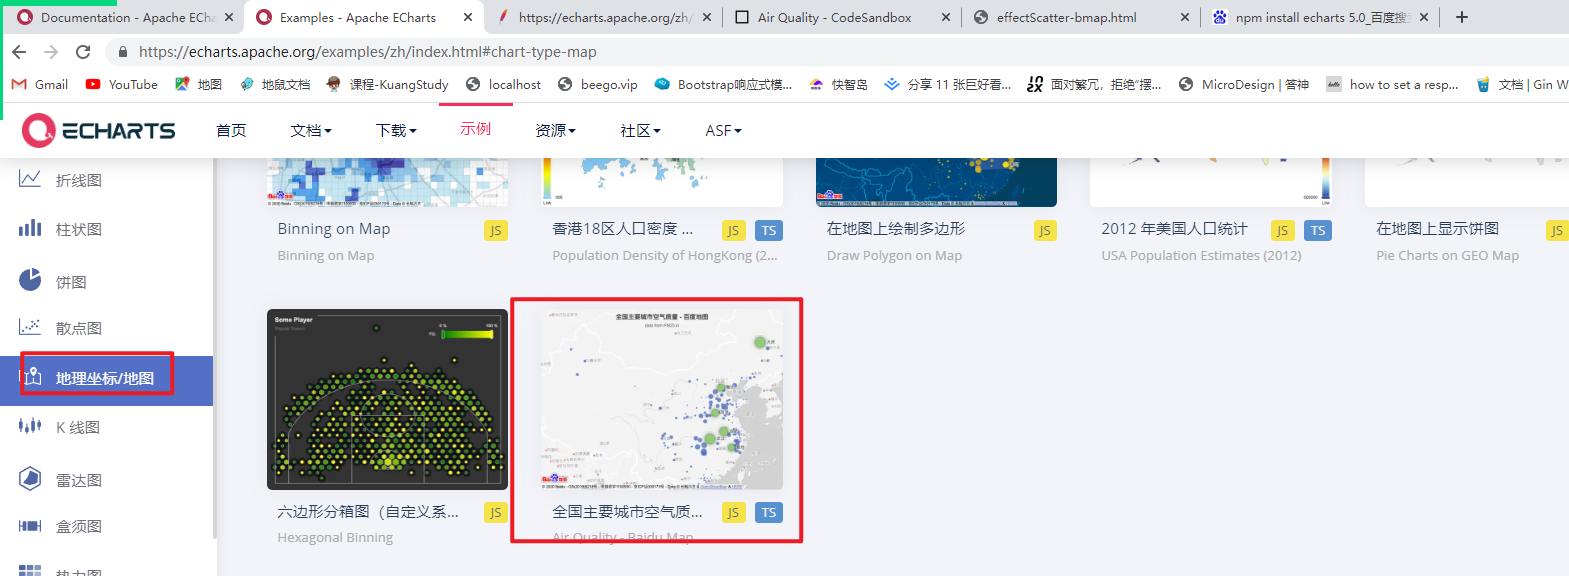 Documentation - Apache ECha
Examples - Apache ECharts
https://echarts.apache.org/zh/
Air Quality - CodeSandbox
effectScatter-bmap.html
npm install echarts 5.0_百度搜
https://echarts.apache.org/examples/zh/index.html#chart-type-map
Gmail
YouTube
地图
地鼠文档
课程-KuangStudy
localhost
beego.vip
Bootstrap响应式模...
快智岛
分享 11 张巨好看...
面对繁冗，拒绝“摆...
MicroDesign | 答神
how to set a resp...
文档 | Gin W
ECHARTS
首页
文档
下载
示例
资源
社区
ASF
折线图
柱状图
饼图
散点图
地理坐标/地图
K 线图
雷达图
盒须图
热力图
Binning on Map
JS
Binning on Map
香港18区人口密度 ...
JS
TS
Population Density of HongKong (2...
在地图上绘制多边形
JS
Draw Polygon on Map
2012 年美国人口统计
JS
TS
USA Population Estimates (2012)
在地图上显示饼图
JS
Pie Charts on GEO Map
Some Player
六边形分箱图（自定义系...
JS
Hexagonal Binning
全国主要城市空气质量 - 百度地图
data from PM25.in
全国主要城市空气质...
JS
TS
Air Quality - Baidu Map